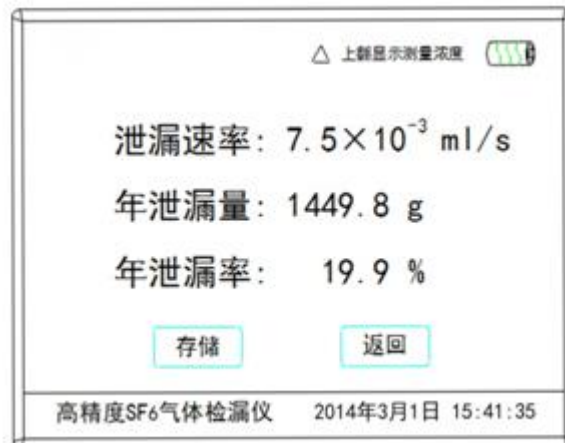 △ 上翻显示测量浓度
泄漏速率: 7.5×10⁻³ ml/s
年泄漏量: 1449.8 g
年泄漏率: 19.9 %
存储 返回
高精度SF6气体检漏仪 2014年3月1日 15:41:35